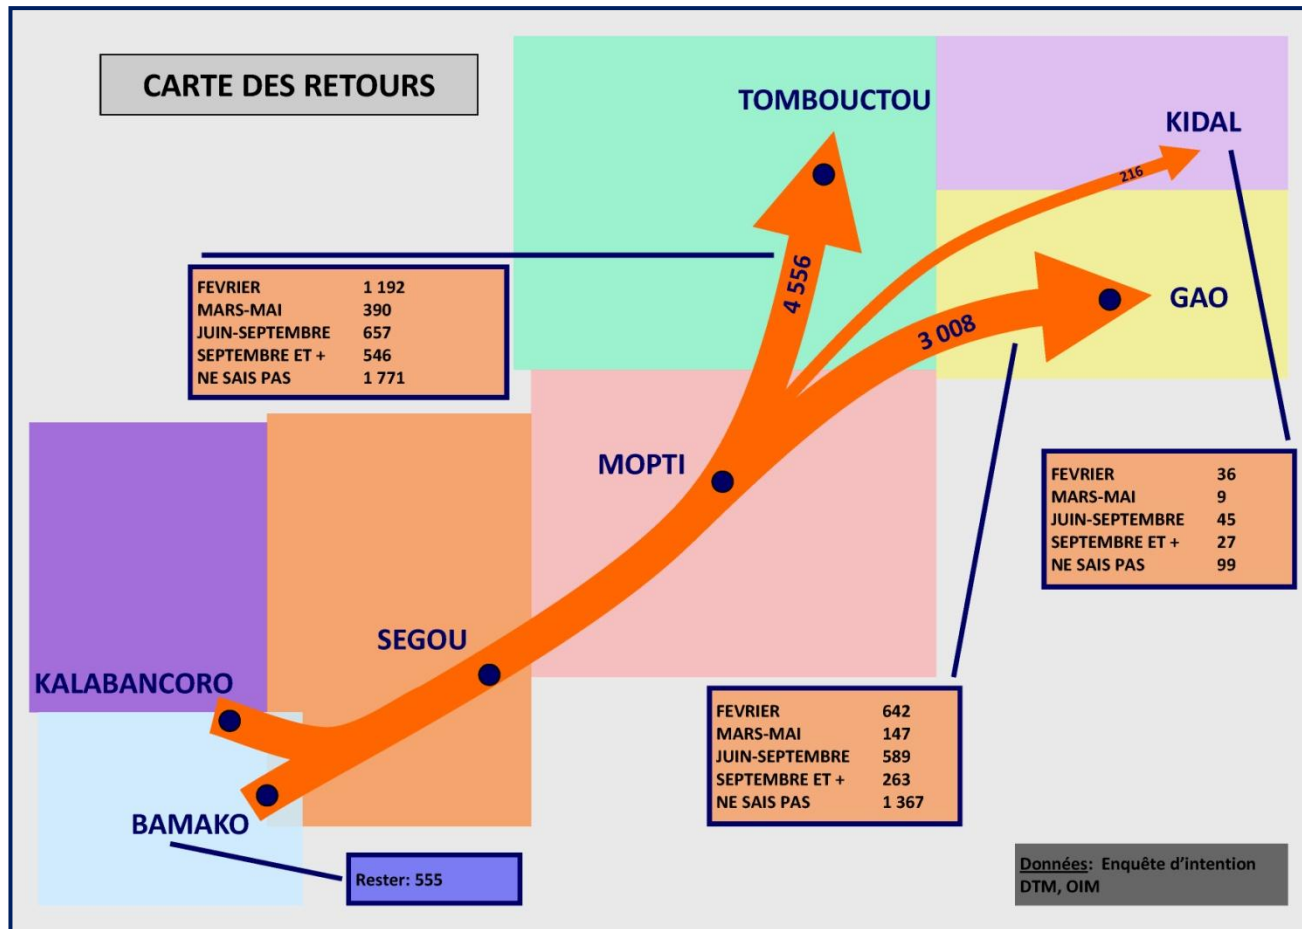 CARTE DES RETOURS
TOMBOUCTOU
KIDAL
216
GAO
4 556
3 008
FEVRIER 1 192
MARS-MAI 390
JUIN-SEPTEMBRE 657
SEPTEMBRE ET + 546
NE SAIS PAS 1 771
MOPTI
FEVRIER 36
MARS-MAI 9
JUIN-SEPTEMBRE 45
SEPTEMBRE ET + 27
NE SAIS PAS 99
SEGOU
KALABANCORO
FEVRIER 642
MARS-MAI 147
JUIN-SEPTEMBRE 589
SEPTEMBRE ET + 263
NE SAIS PAS 1 367
BAMAKO
Rester: 555
Données: Enquête d'intention
DTM, OIM